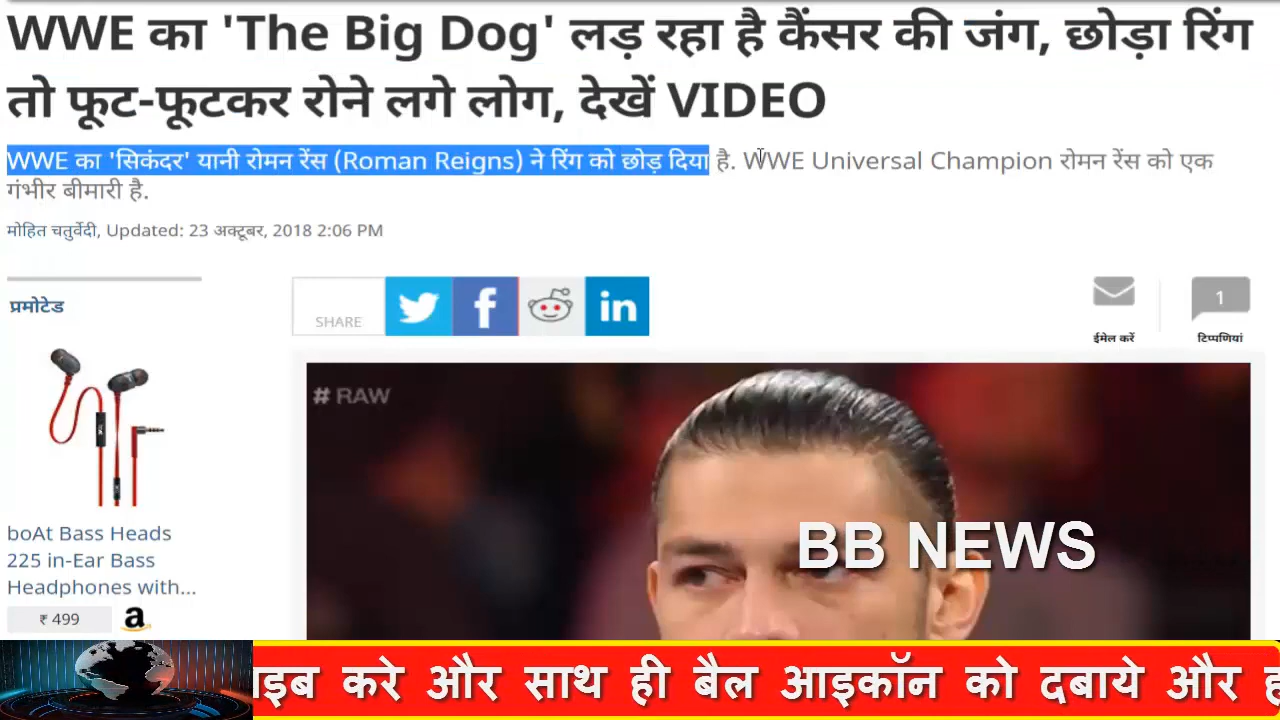 WWE का 'The Big Dog' लड़ रहा है कैंसर की जंग, छोड़ा रिंग
तो फूट-फूटकर रोने लगे लोग, देखें VIDEO
WWE का 'सिकंदर' यानी रोमन रेंस (Roman Reigns) ने रिंग को छोड़ दिया है. WWE Universal Champion रोमन रेंस को एक
गंभीर बीमारी है.
मोहित चतुर्वेदी, Updated: 23 अक्टूबर, 2018 2:06 PM
प्रमोटेड
SHARE
1
ईमेल करें
टिप्पणियां
# RAW
boAt Bass Heads
225 in-Ear Bass
Headphones with...
₹ 499
BB NEWS
करे और साथ ही बैल आइकॉन को दबाये और